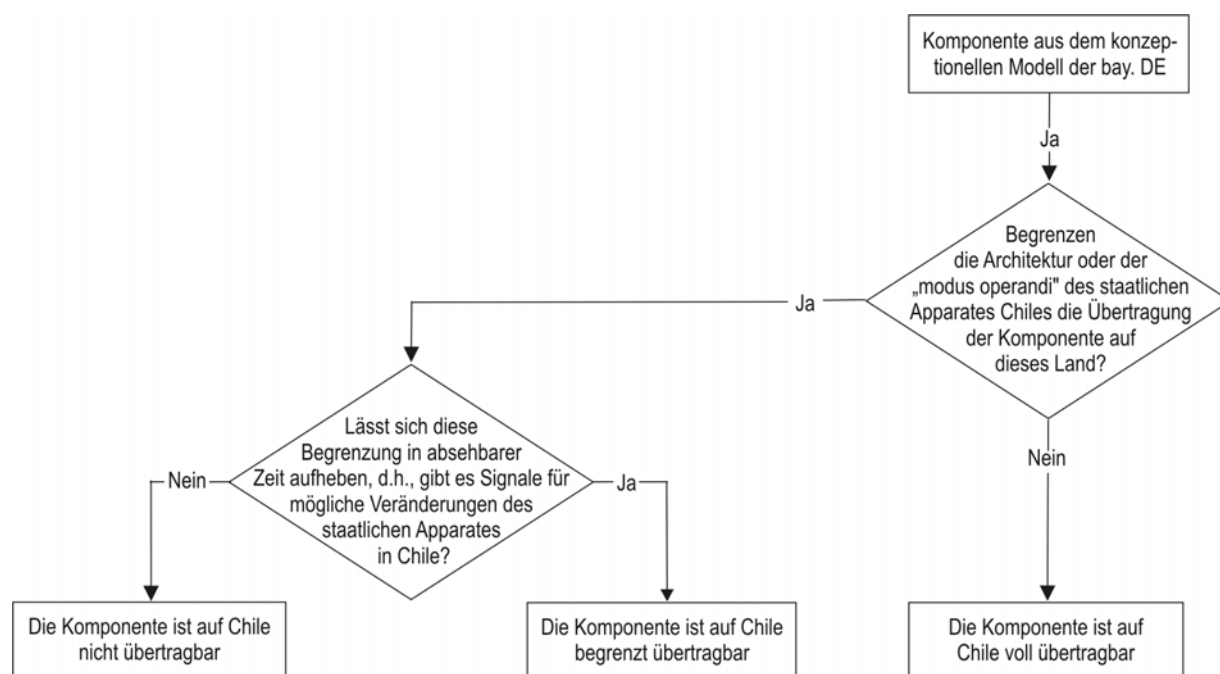 Komponente aus dem konzep-
tionellen Modell der bay. DE
Ja
Begrenzen
die Architektur oder der
„modus operandi" des staatlichen
Apparates Chiles die Übertragung
der Komponente auf
dieses Land?
Ja
Nein
Lässt sich diese
Begrenzung in absehbarer
Zeit aufheben, d.h., gibt es Signale für
mögliche Veränderungen des
staatlichen Apparates
in Chile?
Nein
Ja
Die Komponente ist auf Chile
nicht übertragbar
Die Komponente ist auf Chile
begrenzt übertragbar
Die Komponente ist auf
Chile voll übertragbar